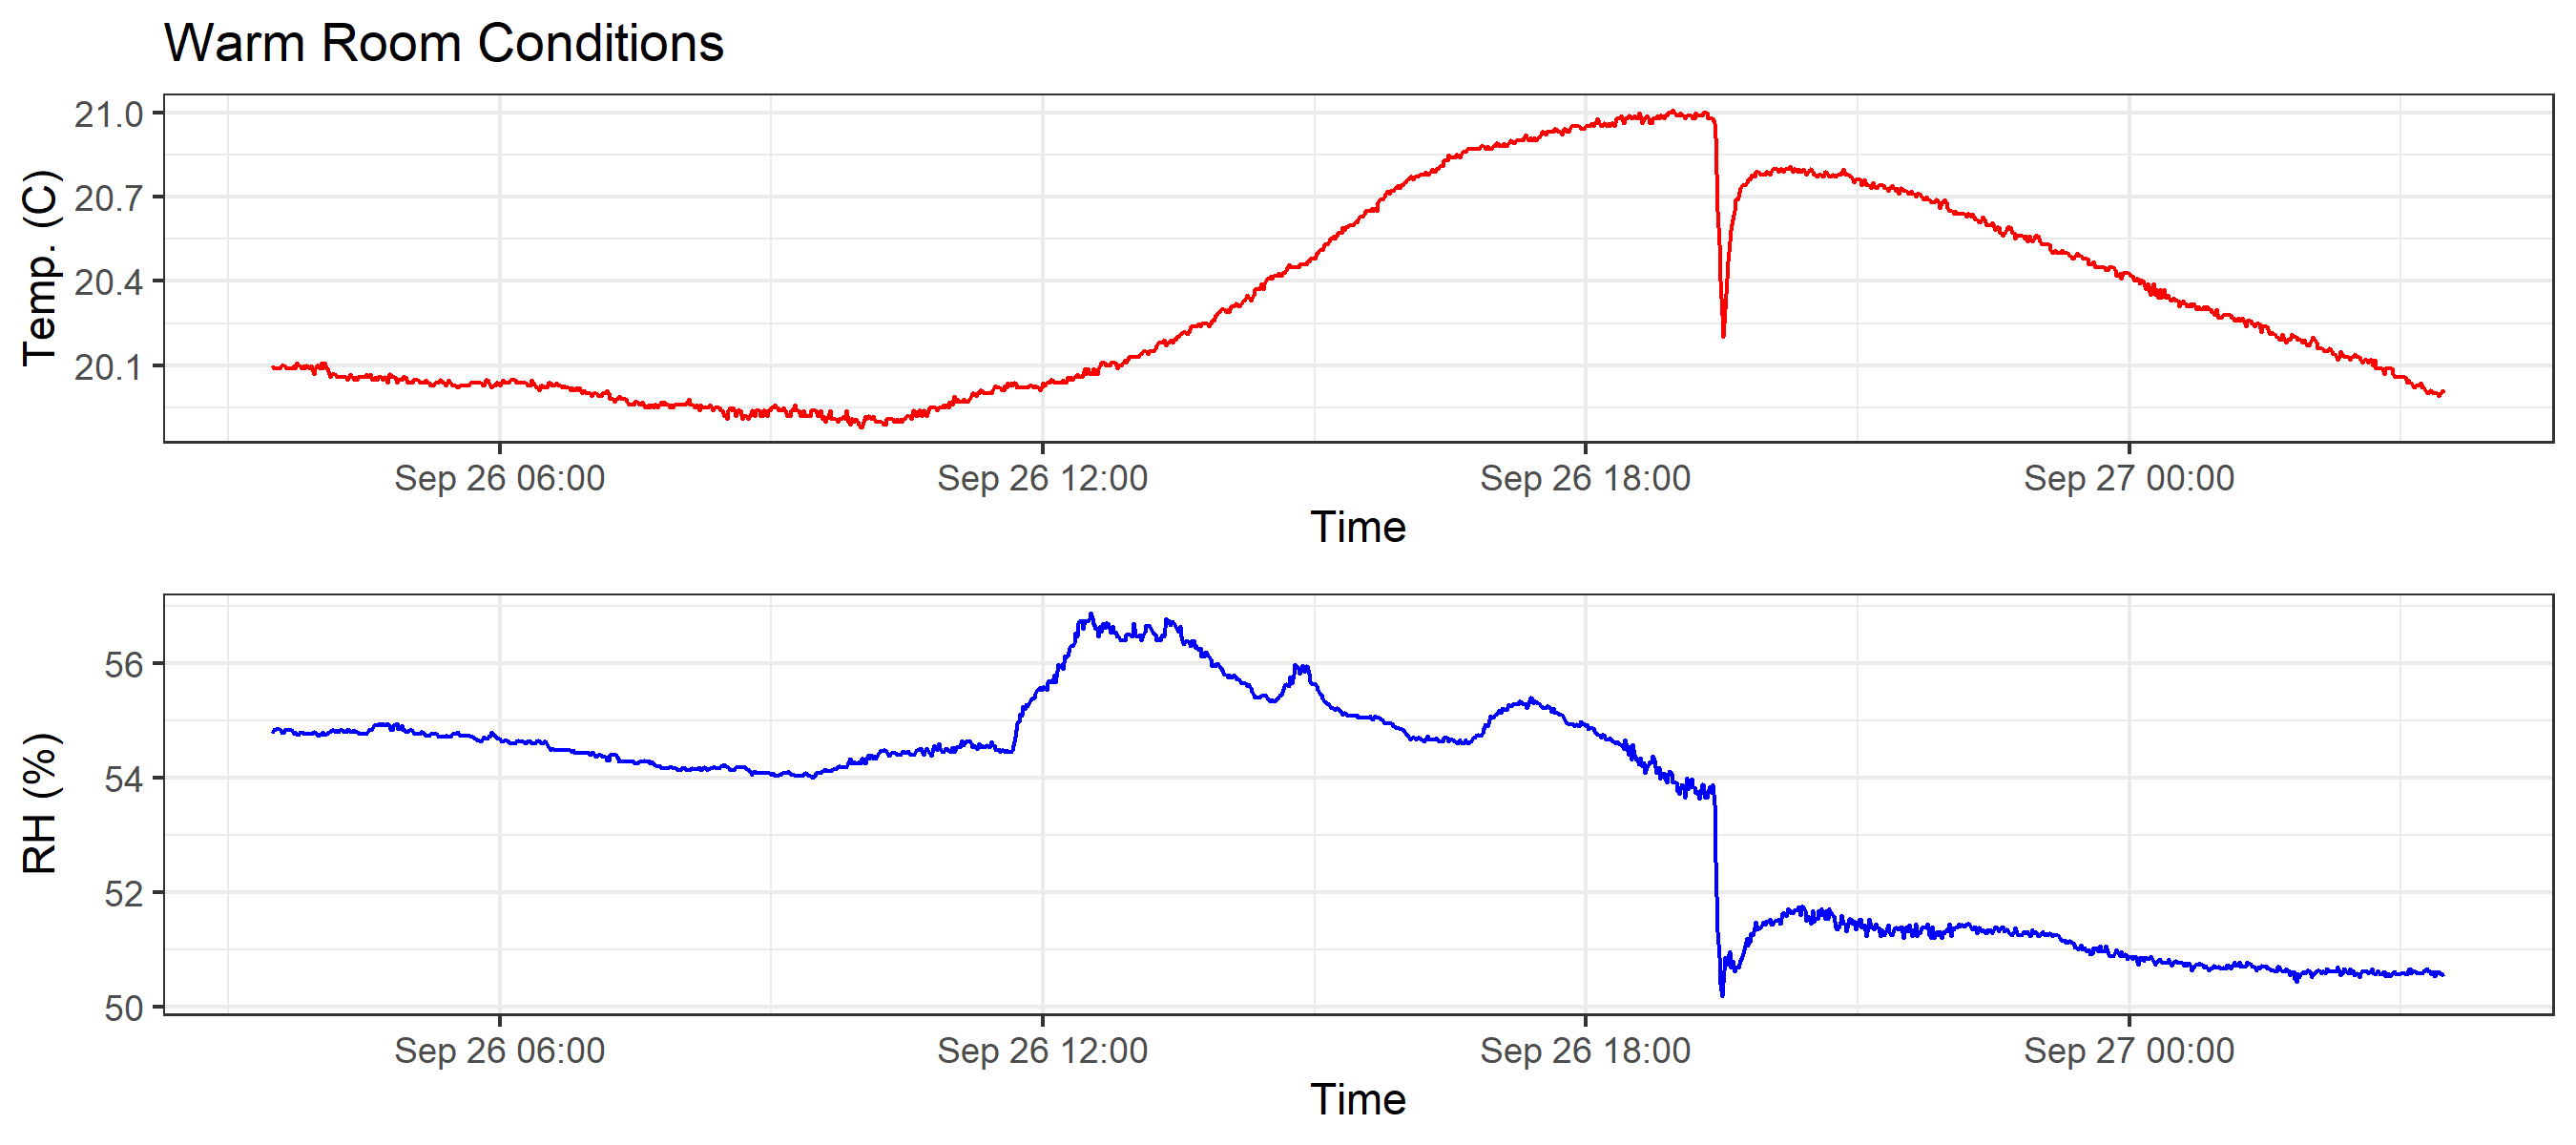 Warm Room Conditions
Temp. (C)
21.0
20.7
20.4
20.1
Sep 26 06:00 Sep 26 12:00 Sep 26 18:00 Sep 27 00:00
Time
RH (%)
56
54
52
50
Sep 26 06:00 Sep 26 12:00 Sep 26 18:00 Sep 27 00:00
Time